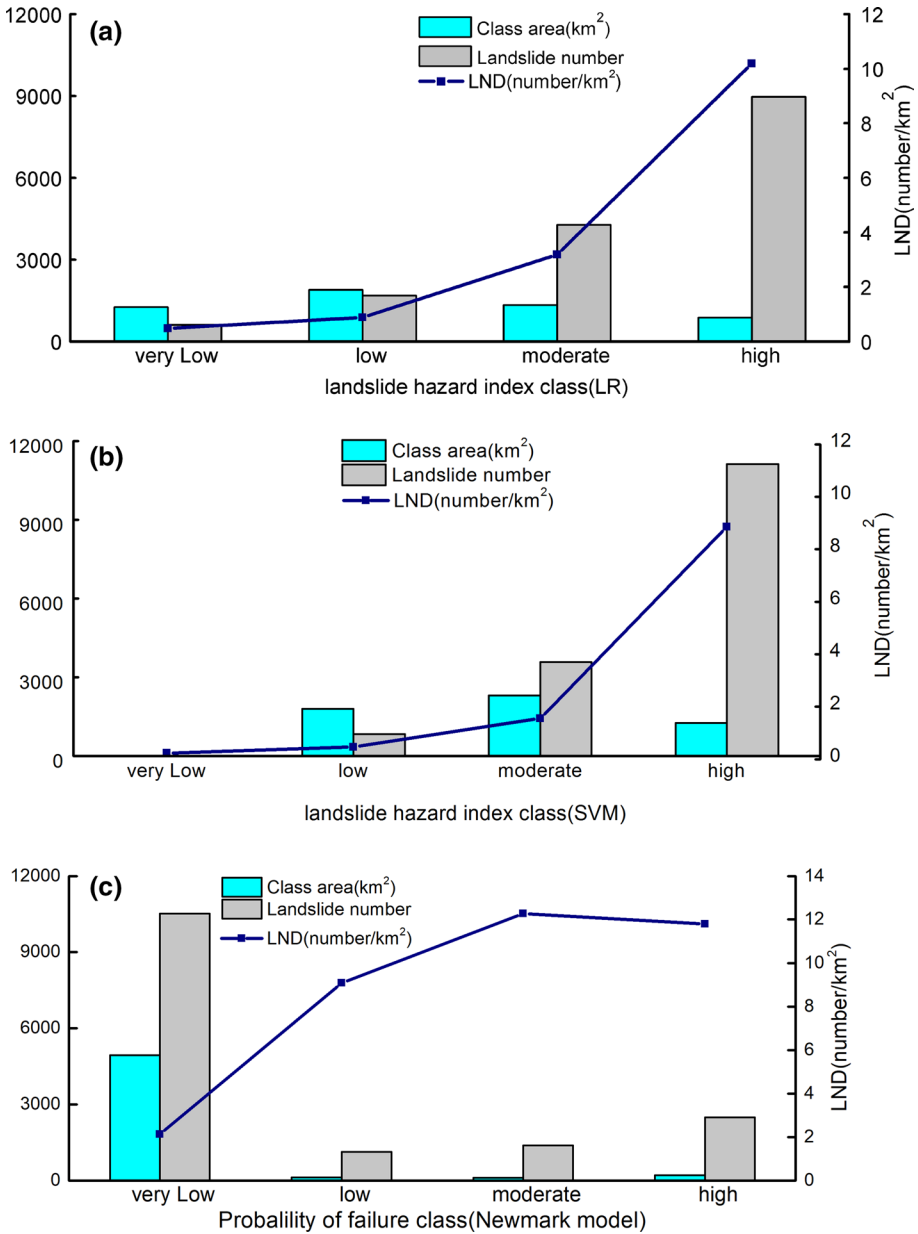 (a)
Class area(km²)
Landslide number
LND(number/km²)
12000
9000
6000
3000
0
12
10
8
6
4
2
0
LND(number/km²)
very Low low moderate high
landslide hazard index class(LR)
(b)
Class area(km²)
Landslide number
LND(number/km²)
12000
9000
6000
3000
0
12
10
8
6
4
2
0
LND(number/km²)
very Low low moderate high
landslide hazard index class(SVM)
(c)
Class area(km²)
Landslide number
LND(number/km²)
12000
9000
6000
3000
0
14
12
10
8
6
4
2
0
LND(number/km²)
very Low low moderate high
Probalility of failure class(Newmark model)